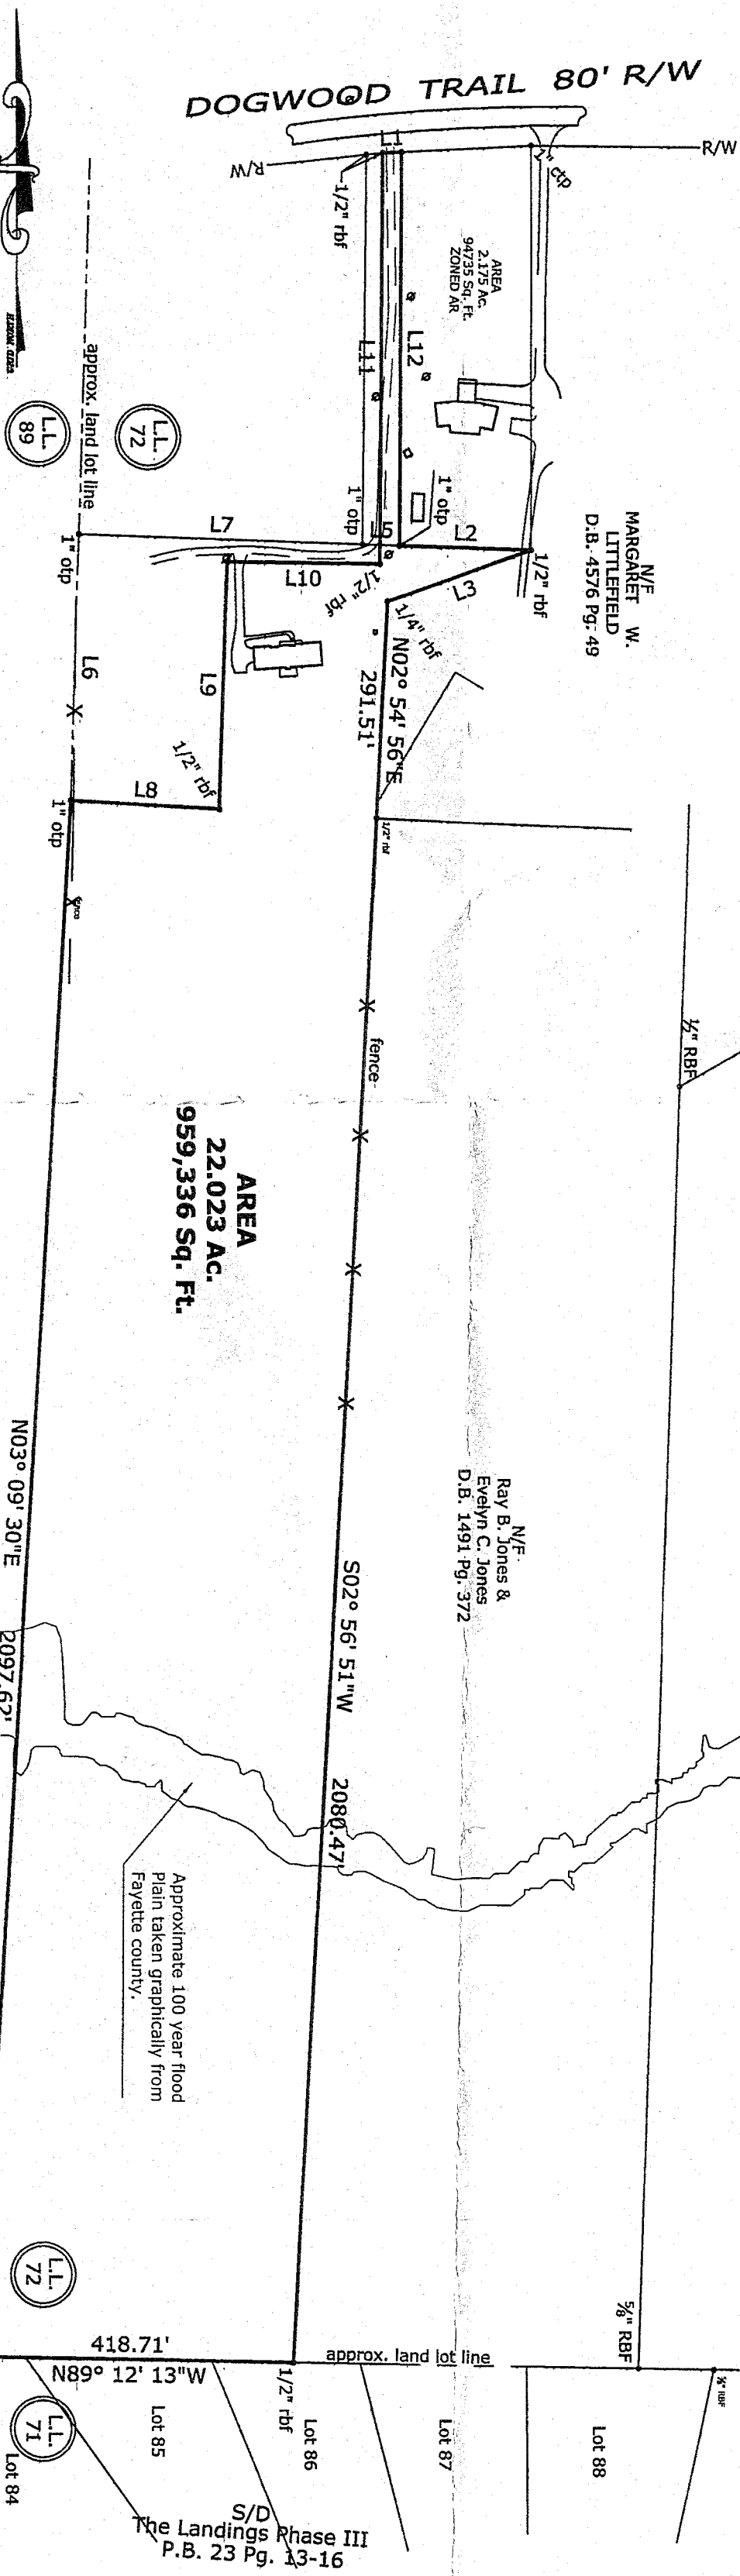 DOGWOOD TRAIL 80' R/W
L1
R/W
R/W
1/2" rbf
1" ctp
AREA
2.175 Ac.
94735 Sq. Ft.
ZONED AR
L11
L12
approx. land lot line
L.L.
72
L.L.
89
1" otp
L7
1" otp
L5
1" otp
L2
N/F
MARGARET W.
LITTLEFIELD
D.B. 4576 Pg. 49
1/2" rbf
L10
1/2" rbf
L3
1/4" rbf
N02° 54' 56"E
291.51'
L6
L9
1/2" rbf
L8
1" otp
1/2" rbf
fence
fence
½" RBF
AREA
22.023 Ac.
959,336 Sq. Ft.
N/F
Ray B. Jones &
Evelyn C. Jones
D.B. 1491 Pg. 372
N03° 09' 30"E
2097.62'
S02° 56' 51"W
2080.47'
Approximate 100 year flood
Plain taken graphically from
Fayette county.
L.L.
72
418.71'
N89° 12' 13"W
1/2" rbf
approx. land lot line
⅝" RBF
L.L.
71
Lot 84
Lot 85
Lot 86
Lot 87
Lot 88
S/D
The Landings Phase III
P.B. 23 Pg. 13-16